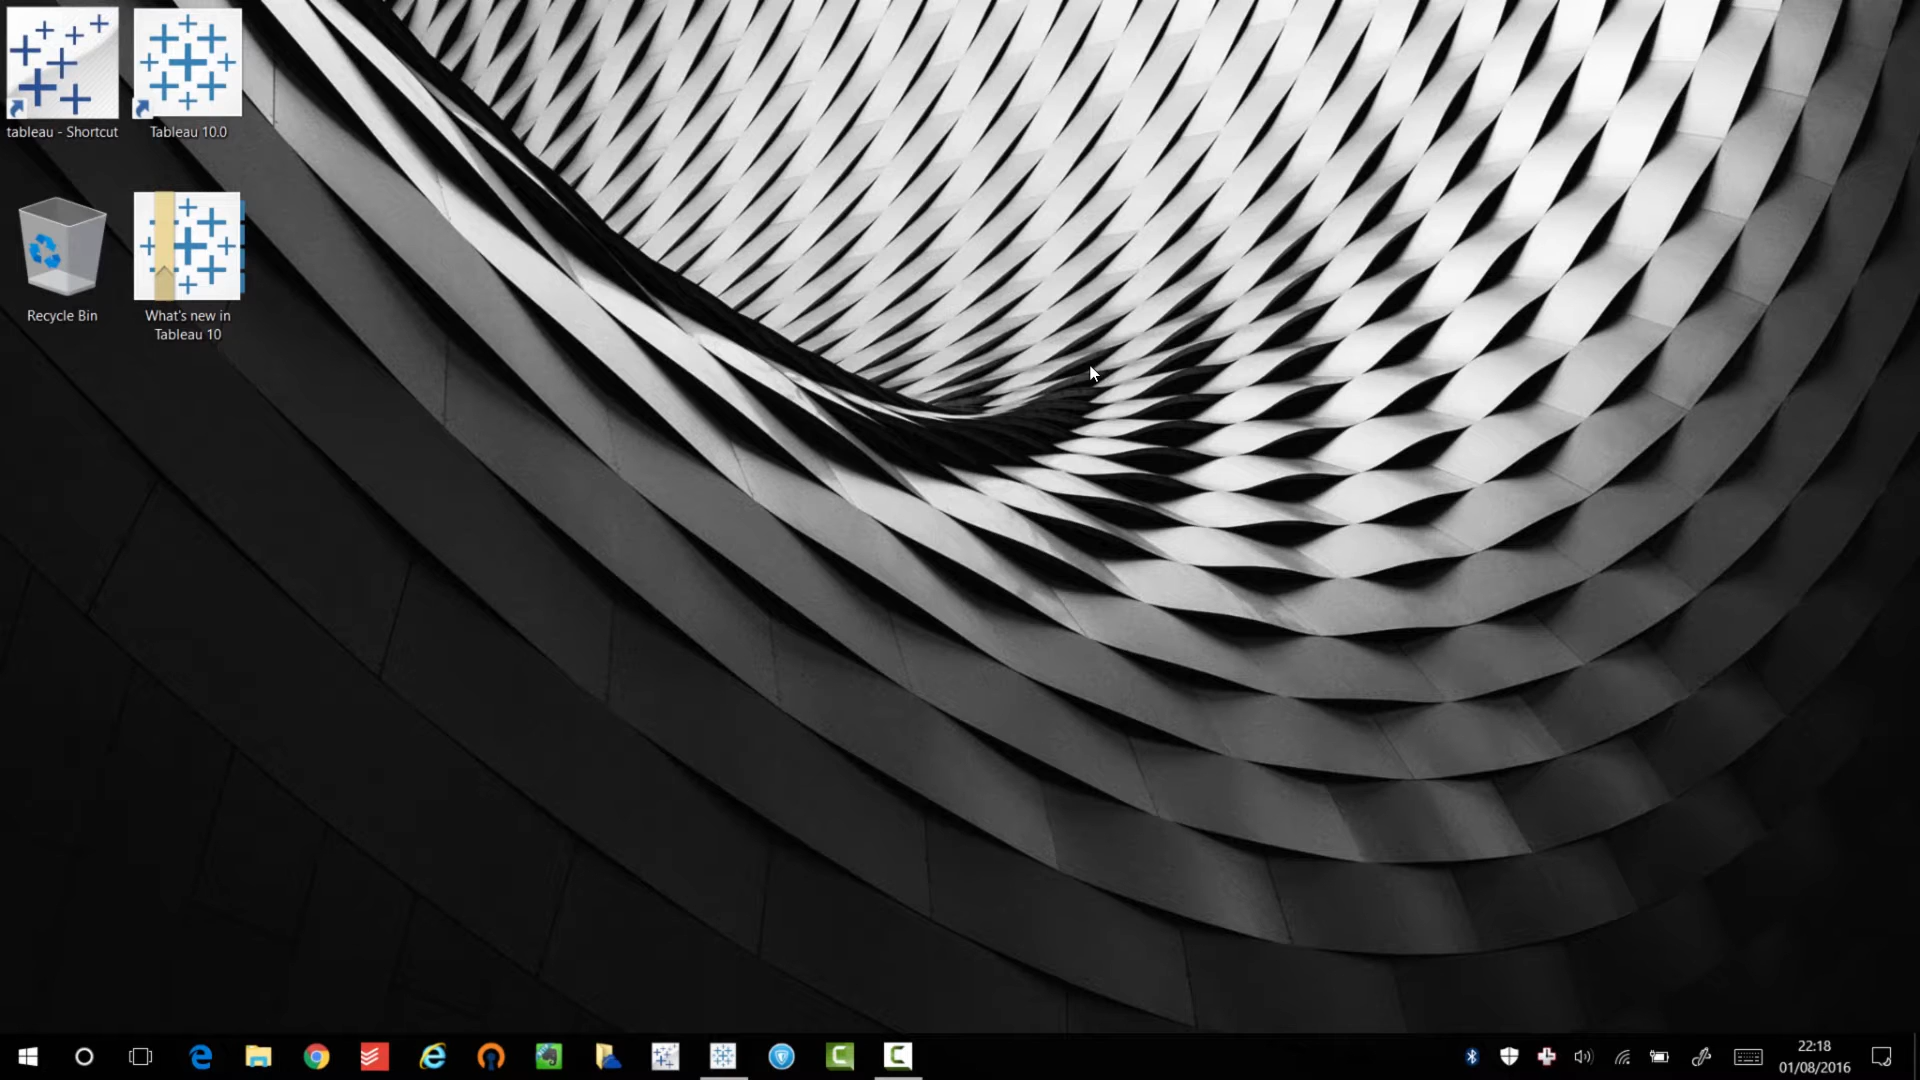 tableau - Shortcut
Tableau 10.0
Recycle Bin
What's new in
Tableau 10
22:18
01/08/2016